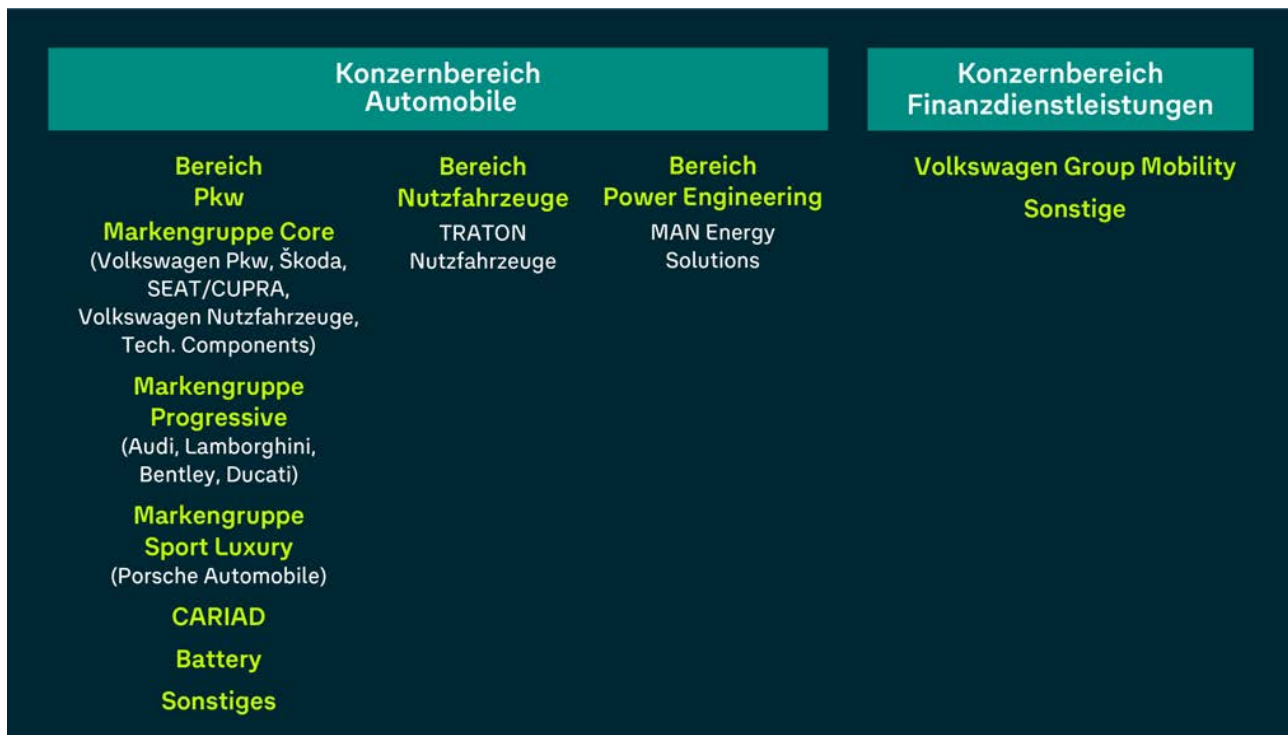 Konzernbereich
Automobile
Konzernbereich
Finanzdienstleistungen
Bereich
Pkw
Markengruppe Core
(Volkswagen Pkw, Škoda,
SEAT/CUPRA,
Volkswagen Nutzfahrzeuge,
Tech. Components)
Markengruppe
Progressive
(Audi, Lamborghini,
Bentley, Ducati)
Markengruppe
Sport Luxury
(Porsche Automobile)
CARIAD
Battery
Sonstiges
Bereich
Nutzfahrzeuge
TRATON
Nutzfahrzeuge
Bereich
Power Engineering
MAN Energy
Solutions
Volkswagen Group Mobility
Sonstige